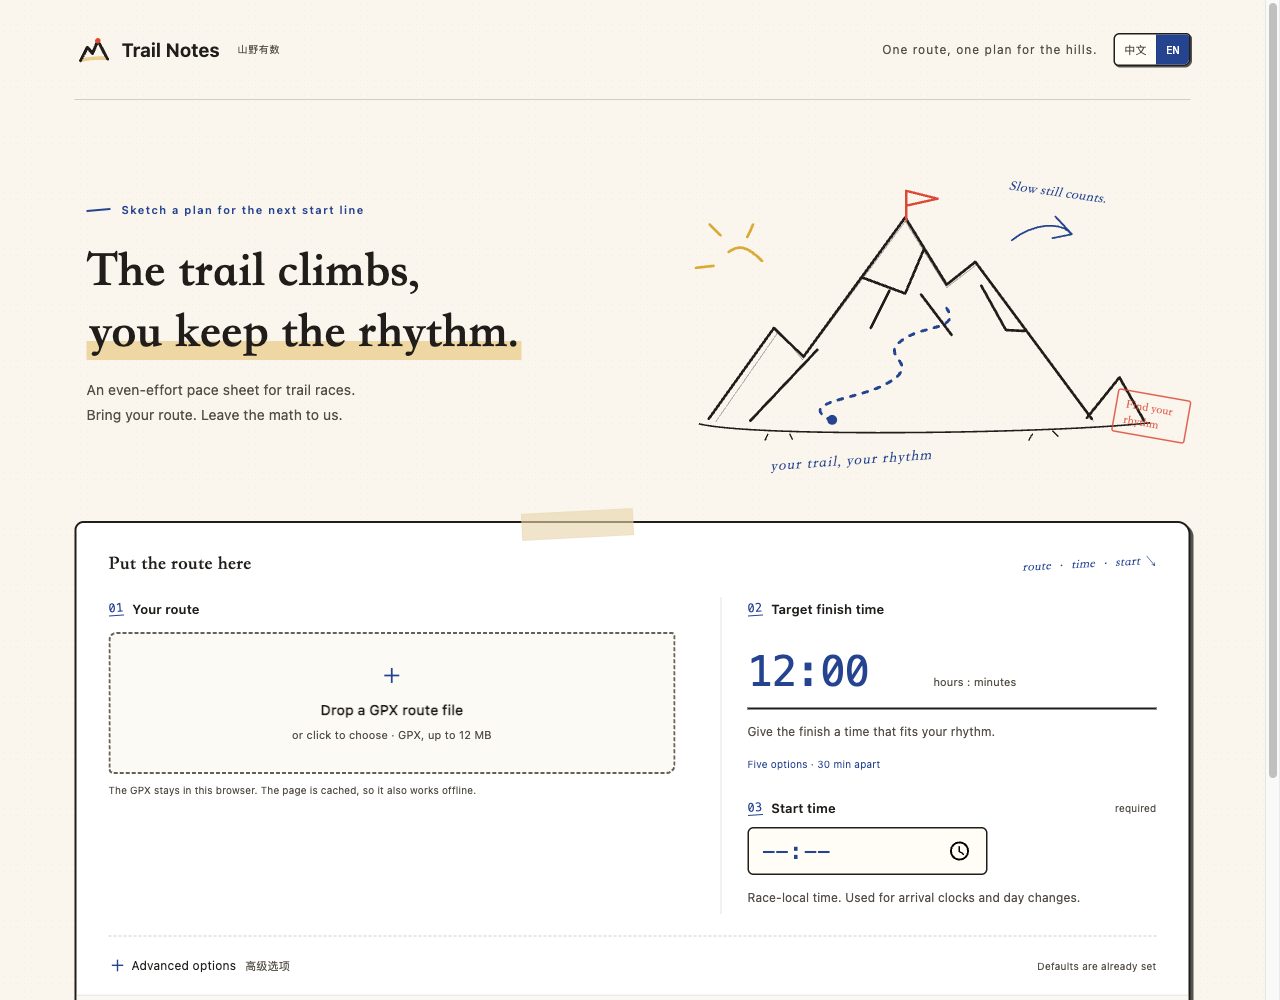 Trail Notes 山野有数
One route, one plan for the hills. 中文 EN
Sketch a plan for the next start line
The trail climbs,
you keep the rhythm.
An even-effort pace sheet for trail races.
Bring your route. Leave the math to us.
Slow still counts.
Find your
rhythm
your trail, your rhythm
Put the route here
route · time · start ↘
01 Your route
+
Drop a GPX route file
or click to choose · GPX, up to 12 MB
The GPX stays in this browser. The page is cached, so it also works offline.
02 Target finish time
12:00 hours : minutes
Give the finish a time that fits your rhythm.
Five options · 30 min apart
03 Start time required
--:--
Race-local time. Used for arrival clocks and day changes.
+ Advanced options 高级选项
Defaults are already set